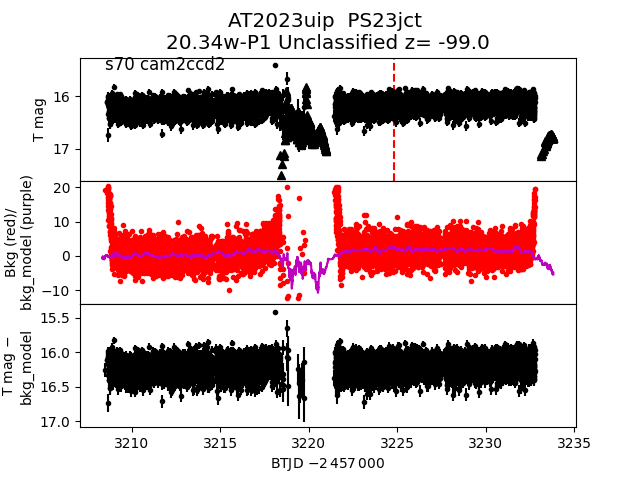 AT2023uip  PS23jct
20.34w-P1 Unclassified z= -99.0
s70 cam2ccd2
T mag
16
17
Bkg (red)/
bkg_model (purple)
20
10
0
−10
T mag −
bkg_model
15.5
16.0
16.5
17.0
3210
3215
3220
3225
3230
3235
BTJD −2 457 000